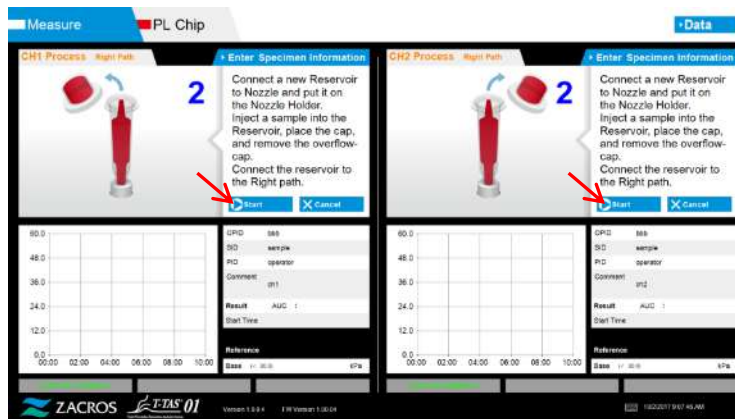 Measure
PL Chip
Data
CH1 Process Right Path
Enter Specimen Information
2
Connect a new Reservoir
to Nozzle and put it on
the Nozzle Holder.
Inject a sample into the
Reservoir, place the cap,
and remove the overflow-
cap.
Connect the reservoir to
the Right path.
Start
Cancel
60.0
48.0
36.0
24.0
12.0
0.0
00:00 02:00 04:00 06:00 08:00 10:00
OPID
SID sample
PID operator
Comment
ch1
Result AUC :
Start Time
Reference
Base kPa
CH2 Process Right Path
Enter Specimen Information
2
Connect a new Reservoir
to Nozzle and put it on
the Nozzle Holder.
Inject a sample into the
Reservoir, place the cap,
and remove the overflow-
cap.
Connect the reservoir to
the Right path.
Start
Cancel
60.0
48.0
36.0
24.0
12.0
0.0
00:00 02:00 04:00 06:00 08:00 10:00
OPID
SID sample
PID operator
Comment
ch2
Result AUC :
Start Time
Reference
Base kPa
ZACROS
T-TAS 01